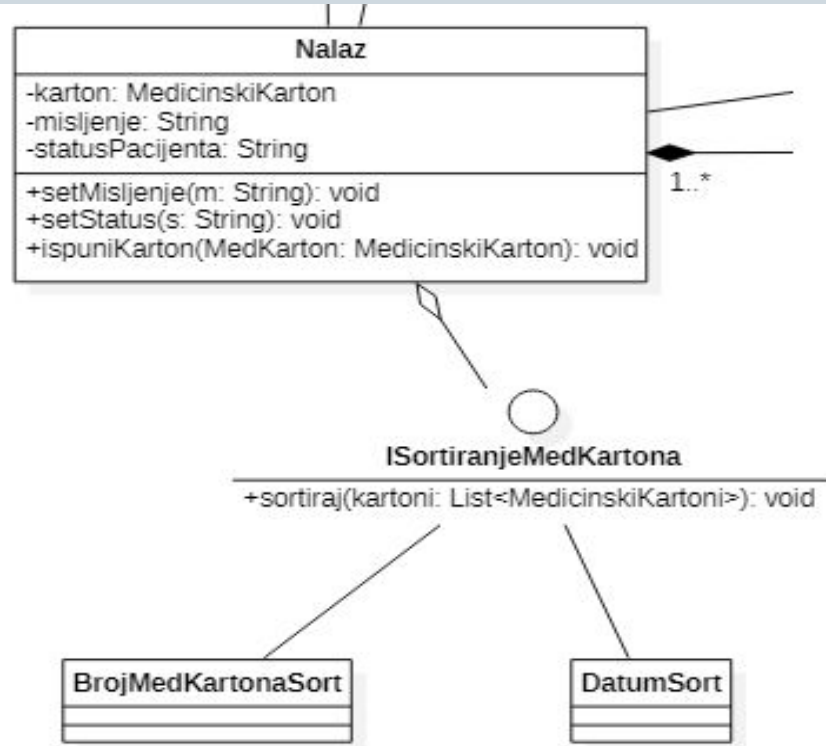 Nalaz
-karton: MedicinskiKarton
-misljenje: String
-statusPacijenta: String
+setMisljenje(m: String): void
+setStatus(s: String): void
+ispuniKarton(MedKarton: MedicinskiKarton): void
1..*
ISortiranjeMedKartona
+sortiraj(kartoni: List<MedicinskiKartoni>): void
BrojMedKartonaSort
DatumSort